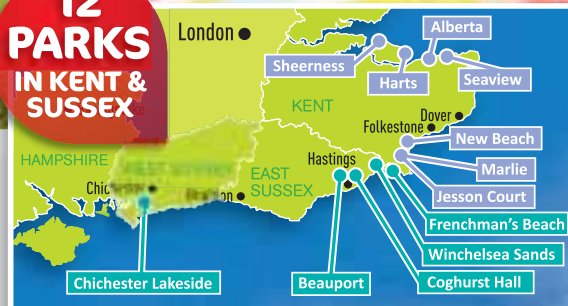 12
PARKS
IN KENT &
SUSSEX
London
Alberta
Sheerness
Harts
Seaview
KENT
Dover
Folkestone
New Beach
HAMPSHIRE
Hastings
Marlie
EAST
SUSSEX
Jesson Court
Frenchman's Beach
Winchelsea Sands
Chichester Lakeside
Beauport
Coghurst Hall